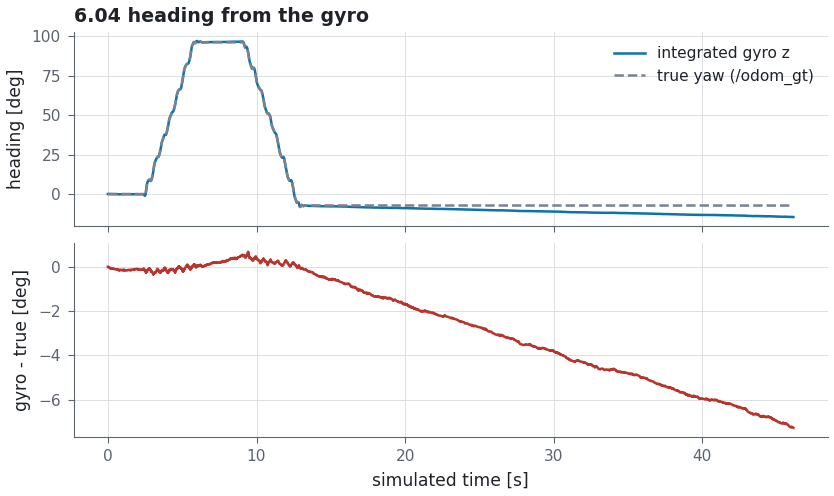 6.04 heading from the gyro
heading [deg]
100
75
50
25
0
integrated gyro z
true yaw (/odom_gt)
gyro - true [deg]
0
−2
−4
−6
0
10
20
30
40
simulated time [s]